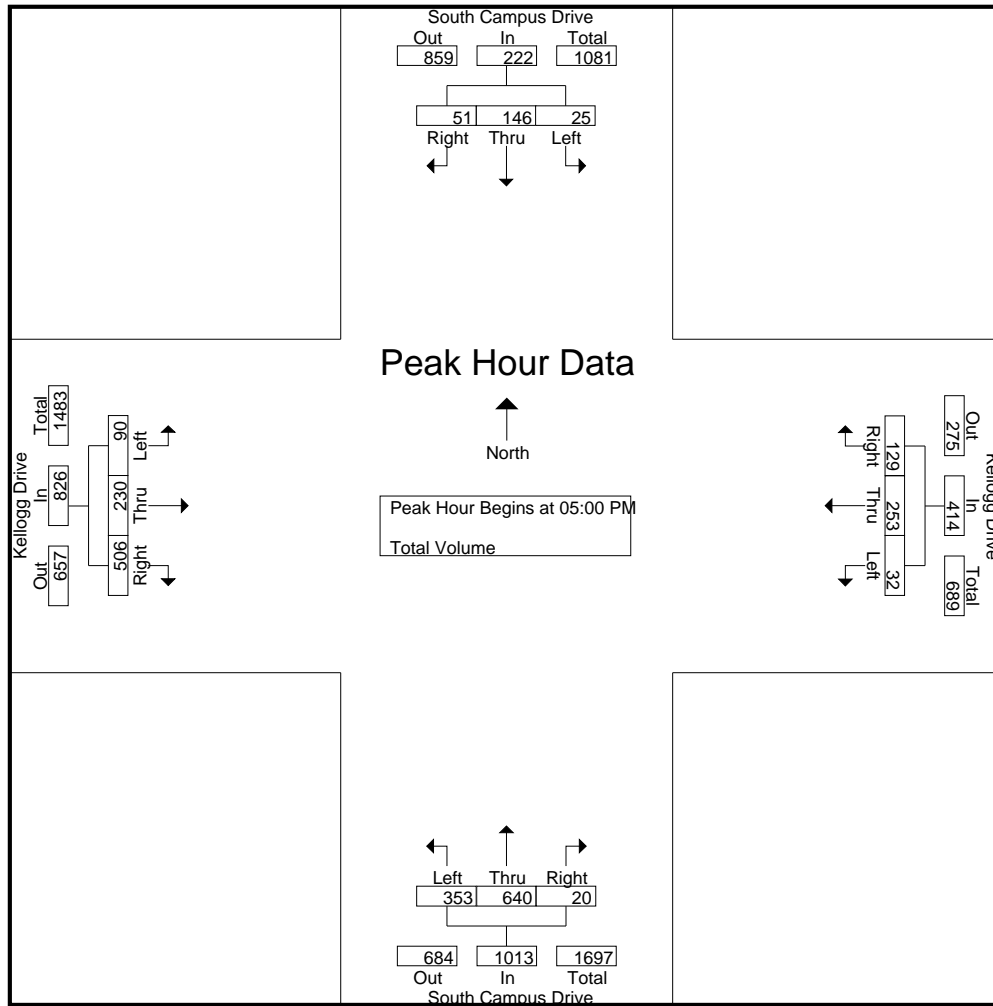 South Campus Drive
Out In Total
859 222 1081
51 146 25
Right Thru Left
Peak Hour Data
North
Peak Hour Begins at 05:00 PM
Total Volume
Kellogg Drive
Out In Total
657 826 1483
90 230 506
Left Thru Right
Right Thru Left
129 253 32
275 414 689
Out In Total
Kellogg Drive
Left Thru Right
353 640 20
684 1013 1697
Out In Total
South Campus Drive